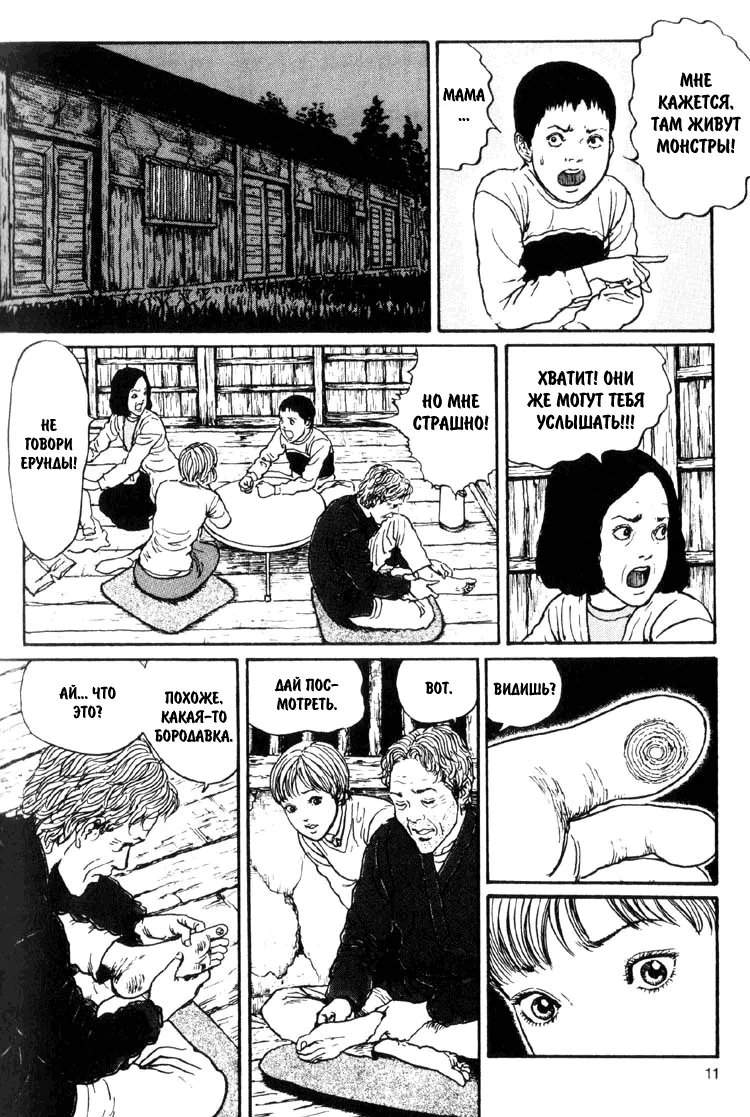 МАМА
...
МНЕ
КАЖЕТСЯ,
ТАМ ЖИВУТ
МОНСТРЫ!
НЕ
ГОВОРИ
ЕРУНДЫ!
НО МНЕ
СТРАШНО!
ХВАТИТ! ОНИ
ЖЕ МОГУТ ТЕБЯ
УСЛЫШАТЬ!!!
АЙ... ЧТО
ЭТО?
ПОХОЖЕ,
КАКАЯ-ТО
БОРОДАВКА.
ДАЙ ПОС-
МОТРЕТЬ.
ВОТ.
ВИДИШЬ?
11